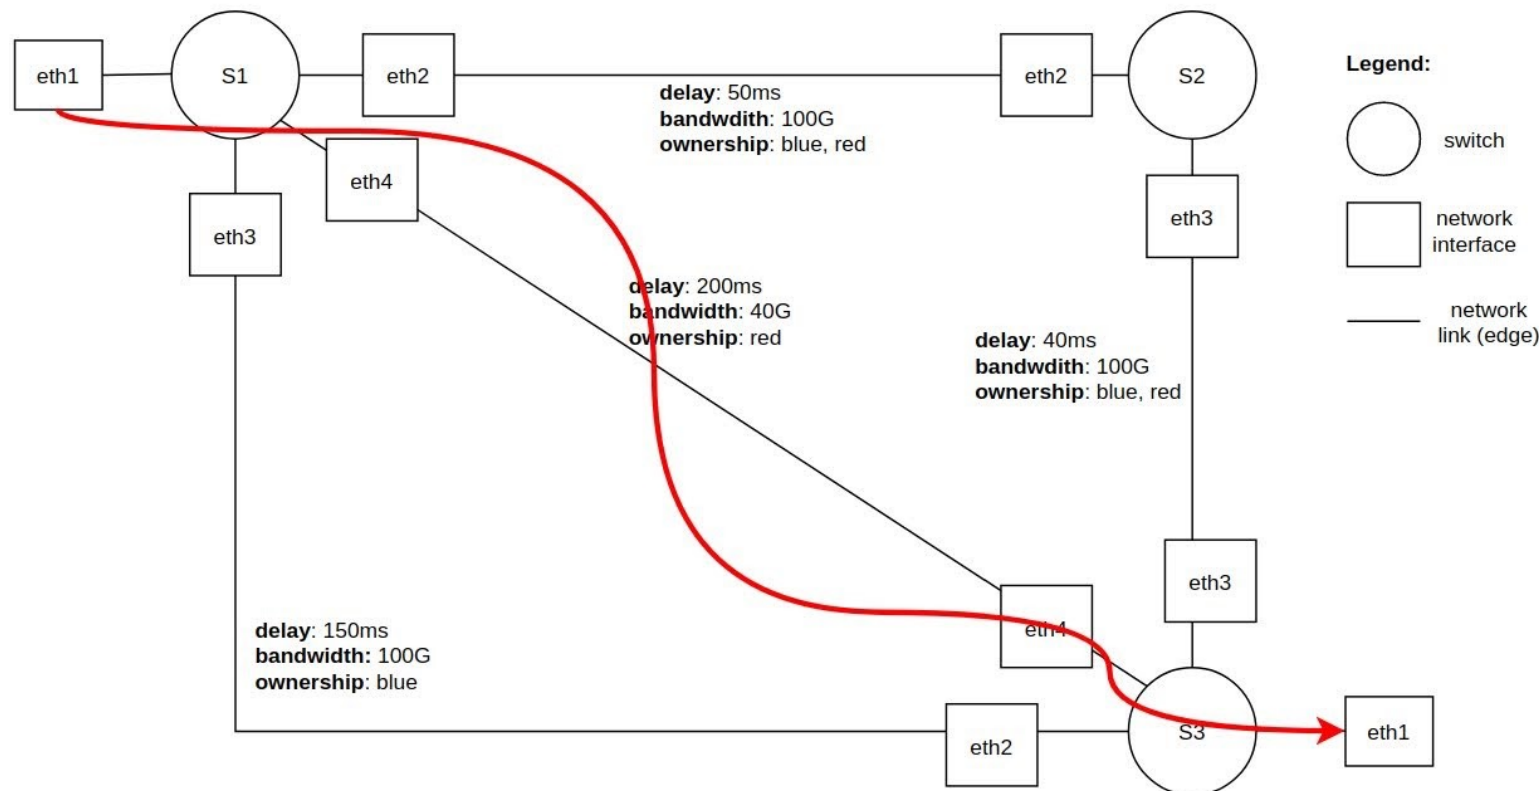 eth1
S1
eth2
eth2
S2
delay: 50ms
bandwdith: 100G
ownership: blue, red
eth4
eth3
eth3
delay: 200ms
bandwidth: 40G
ownership: red
delay: 40ms
bandwdith: 100G
ownership: blue, red
eth3
eth4
delay: 150ms
bandwidth: 100G
ownership: blue
eth2
S3
eth1
Legend:
switch
network
interface
network
link (edge)